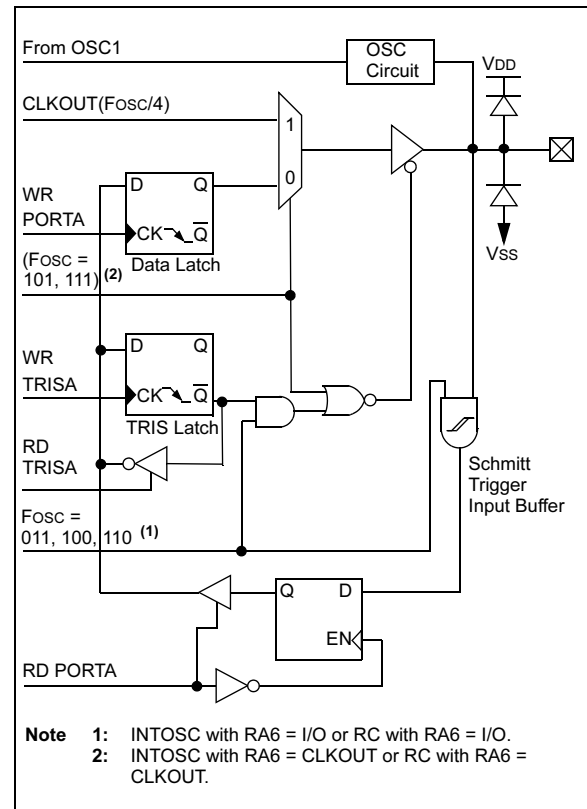 From OSC1
OSC
Circuit
VDD
CLKOUT(FOSC/4)
1
0
WR
PORTA
D
Q
CK
Q
Data Latch
VSS
(FOSC =
101, 111) (2)
WR
TRISA
D
Q
CK
Q
TRIS Latch
RD
TRISA
Schmitt
Trigger
Input Buffer
FOSC =
011, 100, 110 (1)
Q
D
EN
RD PORTA
Note 1: INTOSC with RA6 = I/O or RC with RA6 = I/O.
2: INTOSC with RA6 = CLKOUT or RC with RA6 =
CLKOUT.